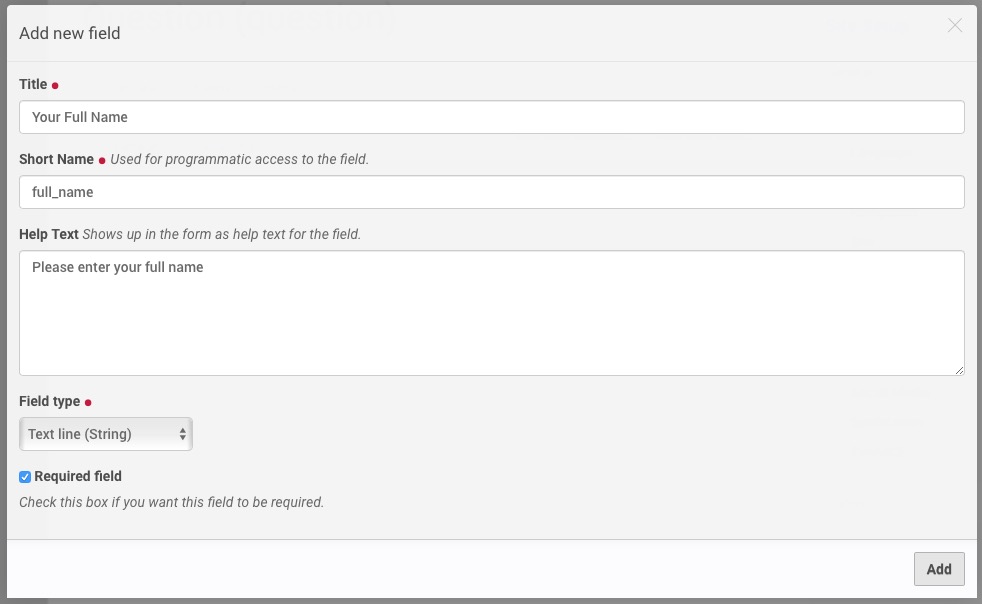 Add new field
Title
Your Full Name
Short Name Used for programmatic access to the field.
full_name
Help Text Shows up in the form as help text for the field.
Please enter your full name
Field type
Text line (String)
Required field
Check this box if you want this field to be required.
Add